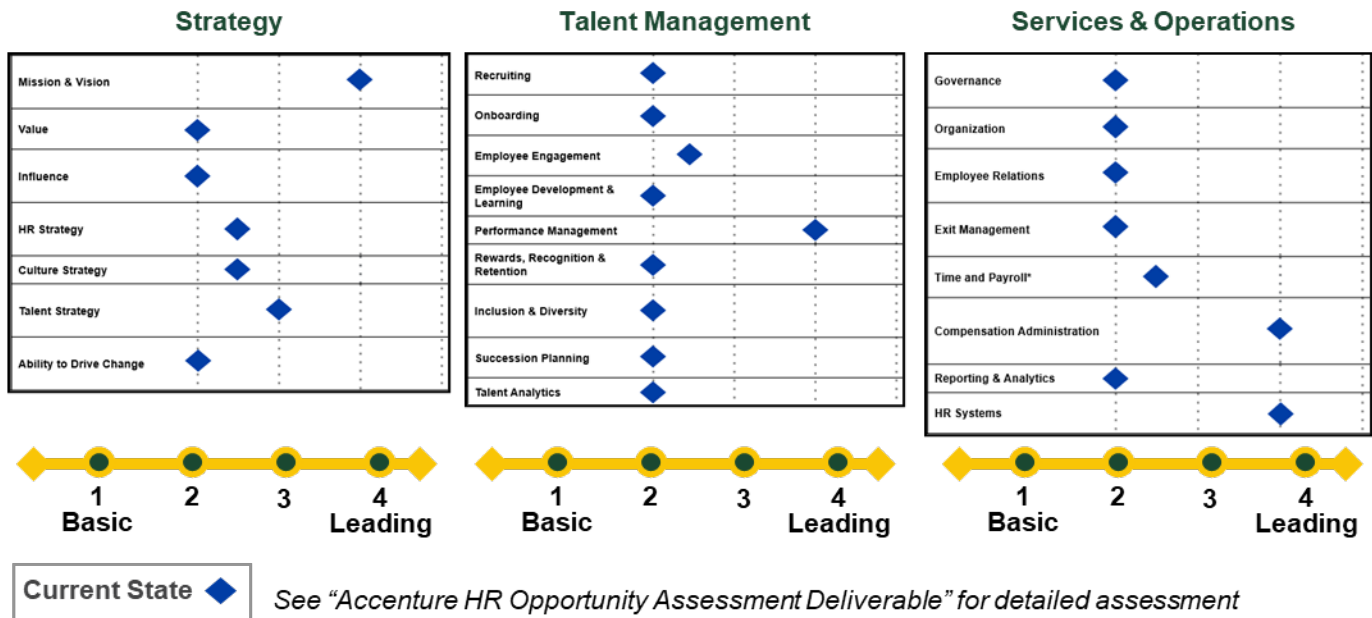 Strategy
Mission & Vision
Value
Influence
HR Strategy
Culture Strategy
Talent Strategy
Ability to Drive Change
1
2
3
4
Basic
Leading
Talent Management
Recruiting
Onboarding
Employee Engagement
Employee Development &
Learning
Performance Management
Rewards, Recognition &
Retention
Inclusion & Diversity
Succession Planning
Talent Analytics
1
2
3
4
Basic
Leading
Services & Operations
Governance
Organization
Employee Relations
Exit Management
Time and Payroll*
Compensation Administration
Reporting & Analytics
HR Systems
1
2
3
4
Basic
Leading
Current State
See “Accenture HR Opportunity Assessment Deliverable” for detailed assessment